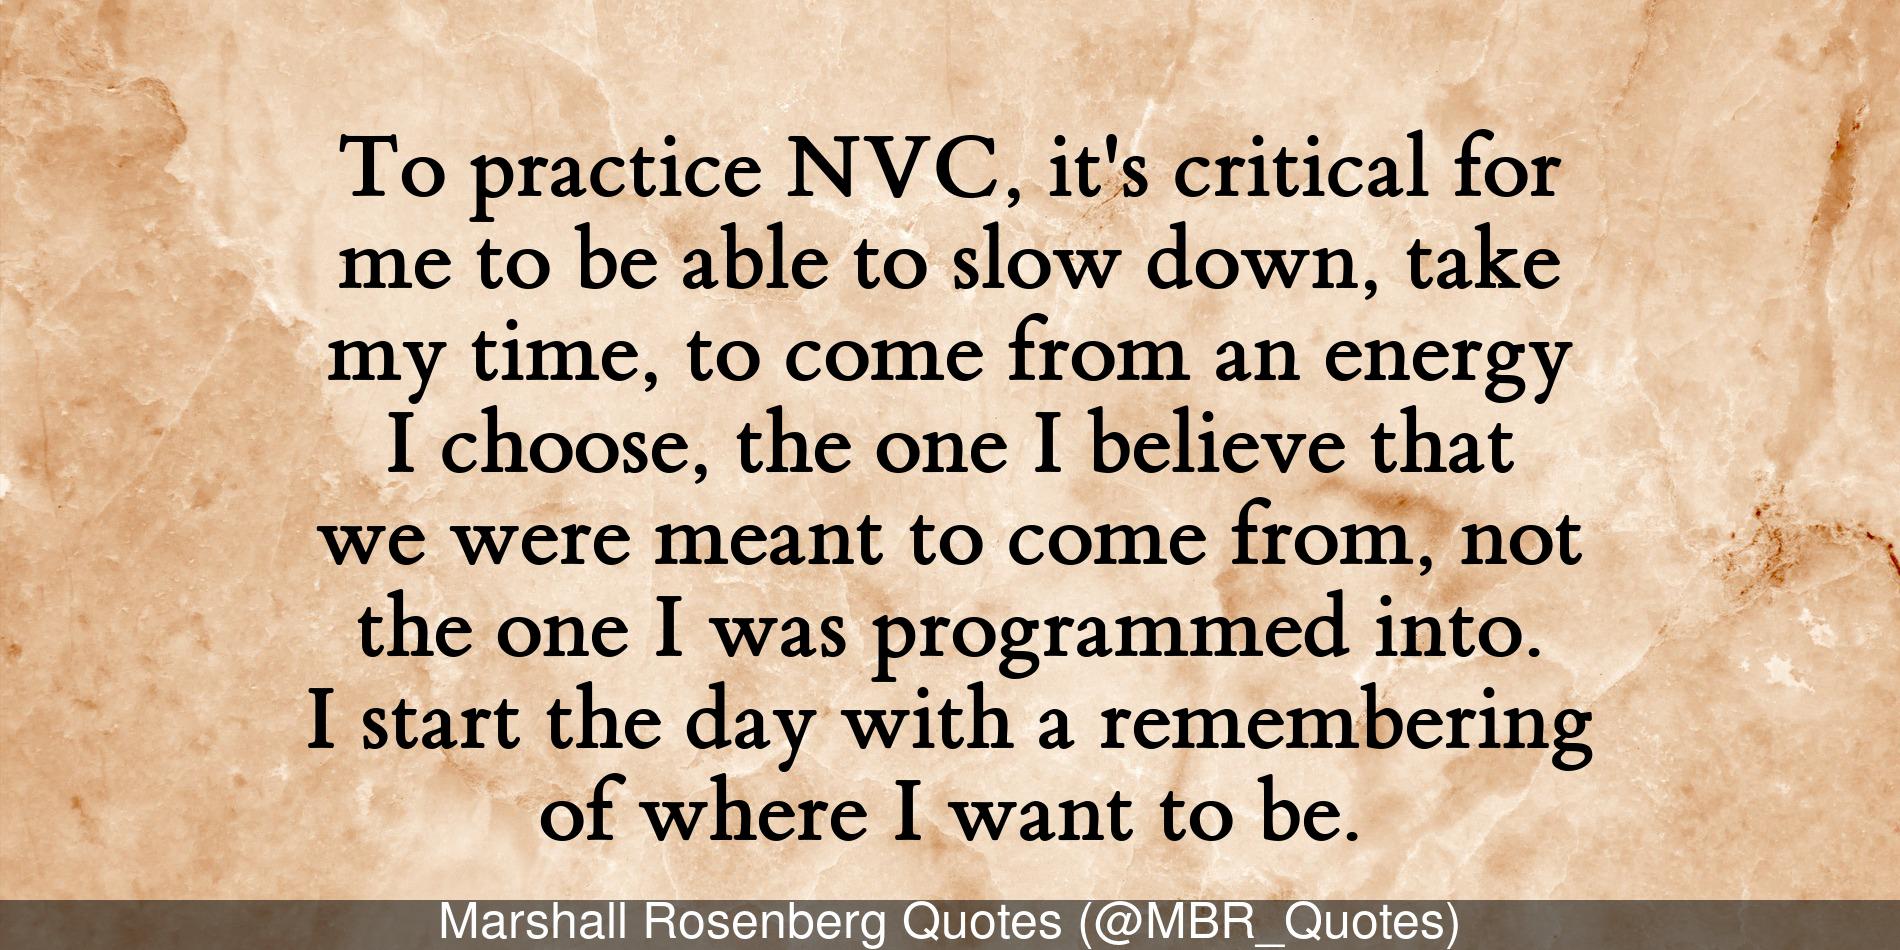 To practice NVC, it's critical for
me to be able to slow down, take
my time, to come from an energy
I choose, the one I believe that
we were meant to come from, not
the one I was programmed into.
I start the day with a remembering
of where I want to be.
Marshall Rosenberg Quotes (@MBR_Quotes)